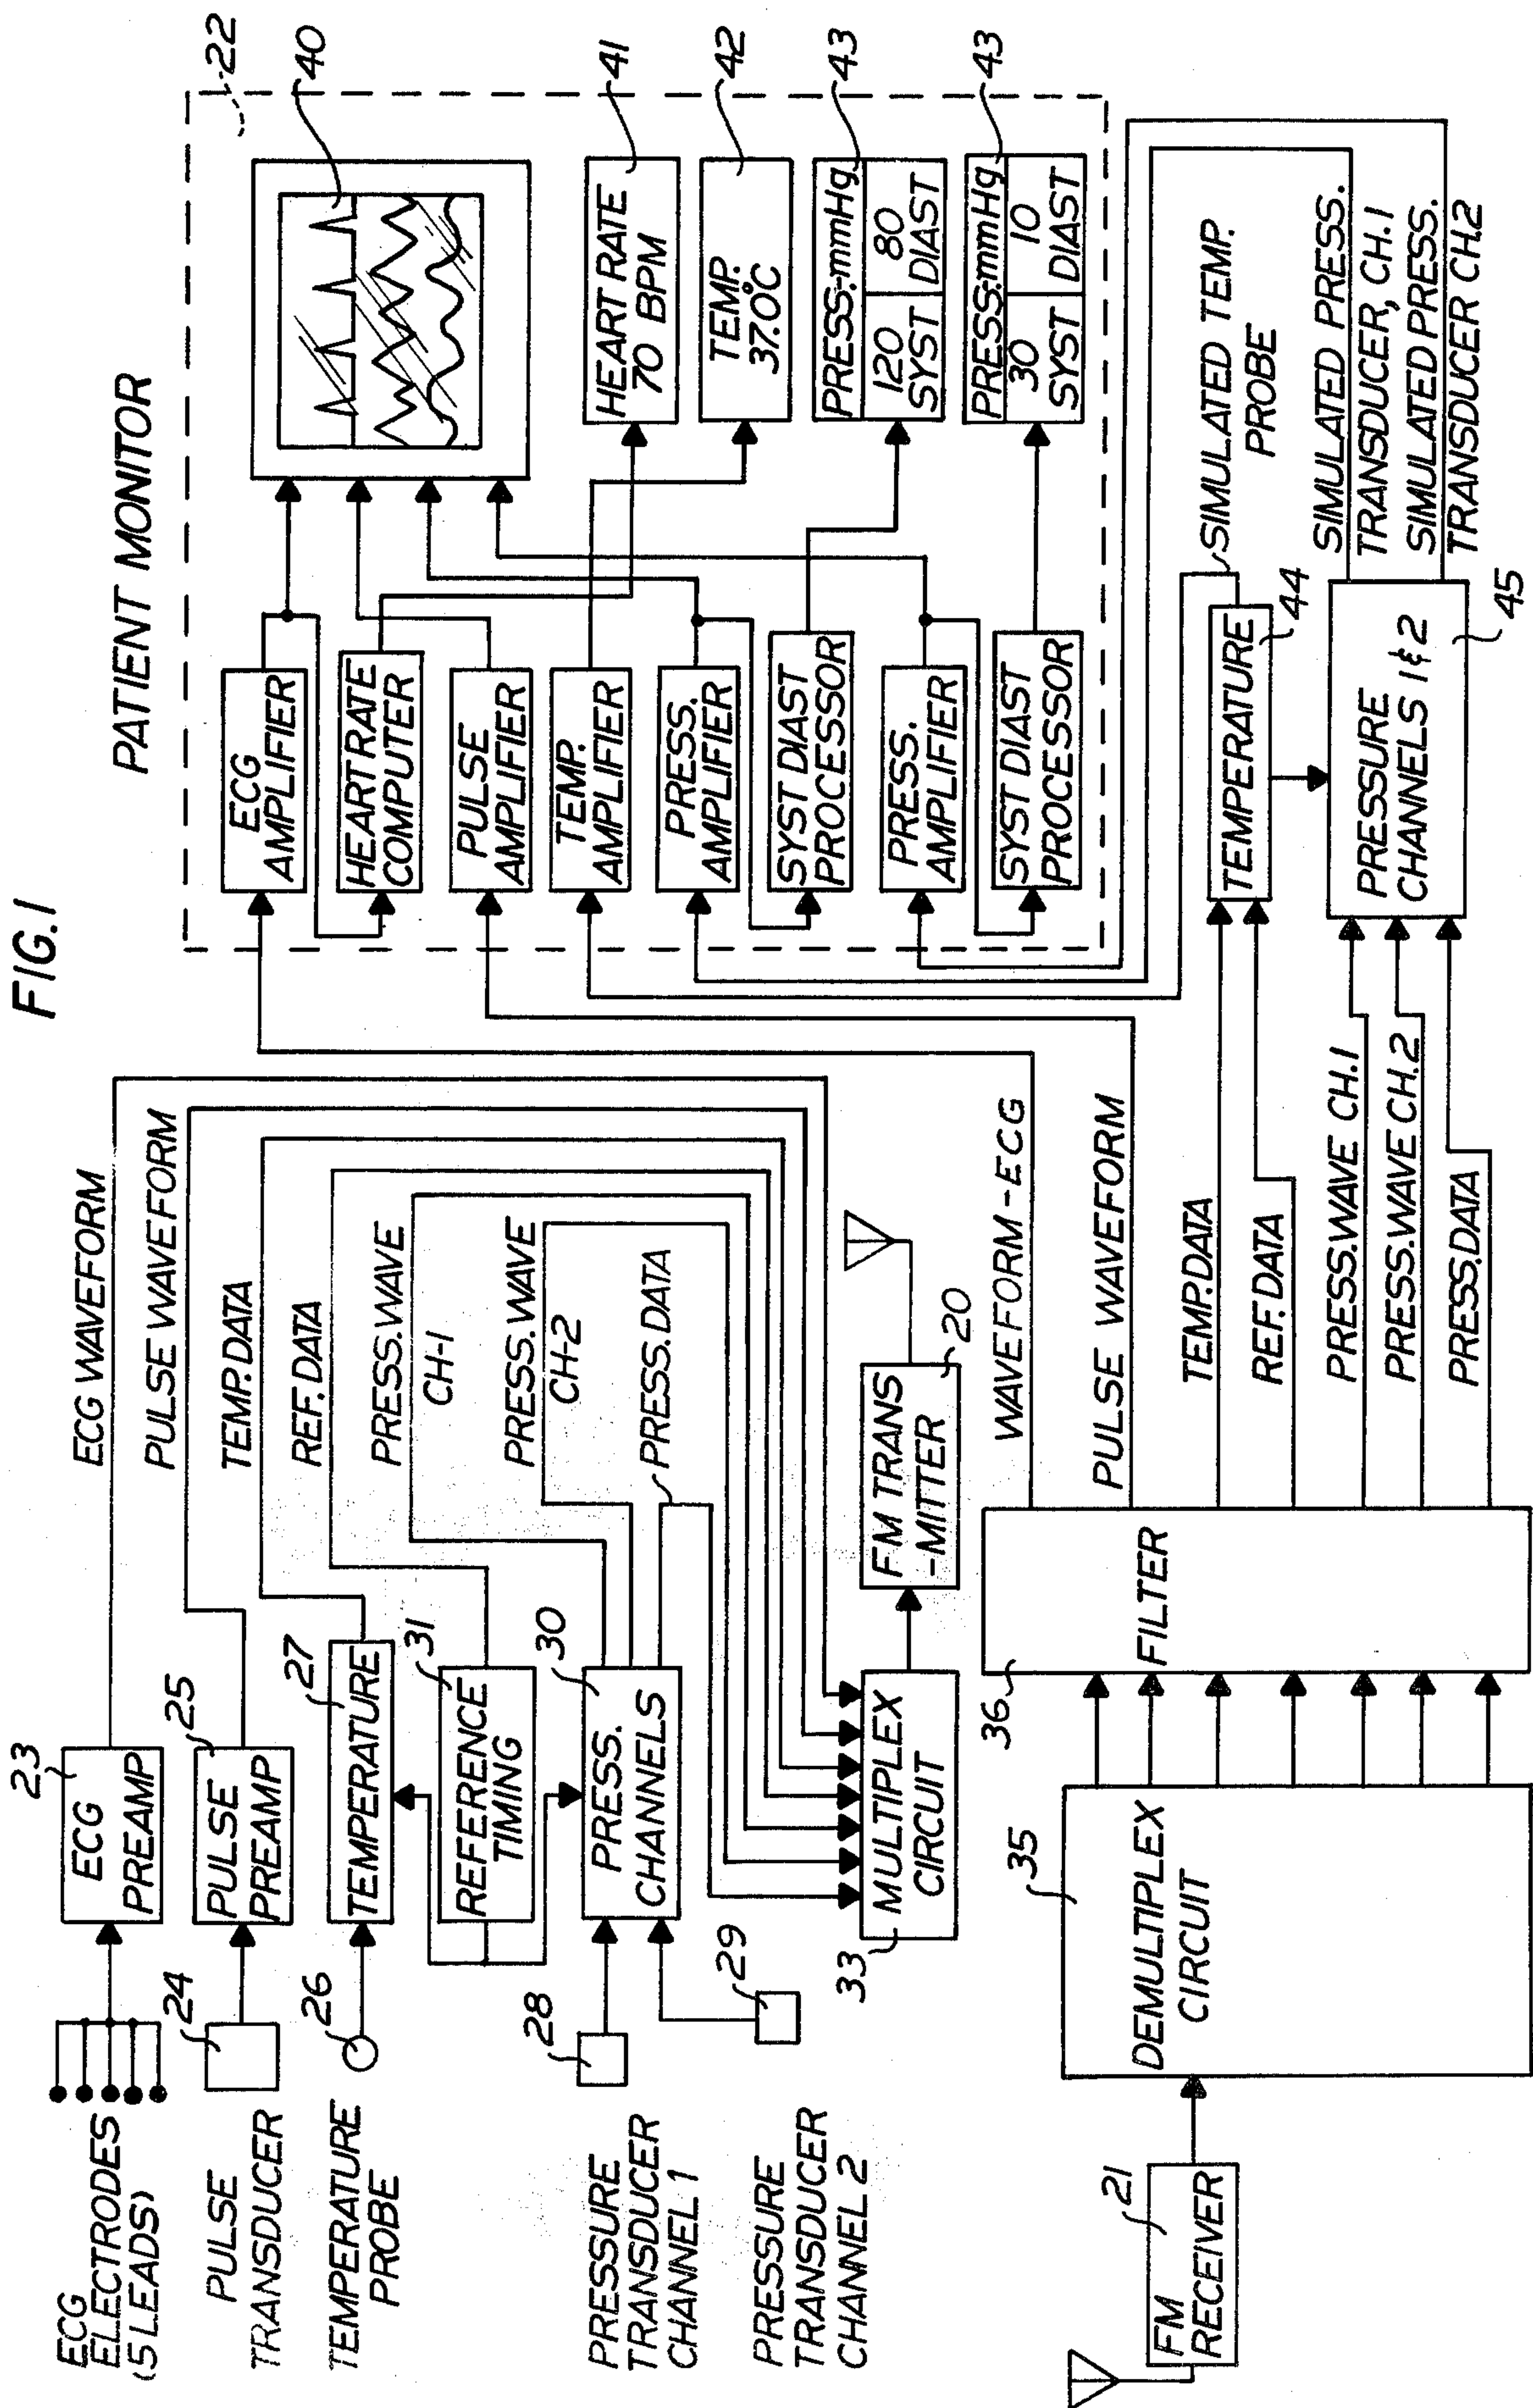 FIG.1
PATIENT MONITOR
22
ECG
ELECTRODES
(5 LEADS)
23
ECG
PREAMP
ECG WAVEFORM
PULSE
TRANSDUCER
24
25
PULSE
PREAMP
PULSE WAVEFORM
TEMPERATURE
PROBE
26
27
TEMPERATURE
TEMP.DATA
31
REFERENCE
TIMING
REF.DATA
PRESSURE
TRANSDUCER
CHANNEL 1
28
30
PRESS.
CHANNELS
PRESS.WAVE
CH-1
PRESS.WAVE
CH-2
PRESS.DATA
PRESSURE
TRANSDUCER
CHANNEL 2
29
33
MULTIPLEX
CIRCUIT
FM TRANS
-MITTER
20
ECG
AMPLIFIER
HEART RATE
COMPUTER
PULSE
AMPLIFIER
TEMP.
AMPLIFIER
PRESS.
AMPLIFIER
SYST DIAST
PROCESSOR
PRESS.
AMPLIFIER
SYST DIAST
PROCESSOR
40
HEART RATE
70 BPM
41
TEMP.
37.0°C
42
PRESS.-mmHg
120 80
SYST DIAST
43
PRESS.-mmHg
30 10
SYST DIAST
43
21
FM
RECEIVER
35
DEMULTIPLEX
CIRCUIT
36
FILTER
WAVEFORM-ECG
PULSE WAVEFORM
TEMP.DATA
REF.DATA
PRESS.WAVE CH.1
PRESS.WAVE CH.2
PRESS.DATA
TEMPERATURE
44
SIMULATED TEMP.
PROBE
PRESSURE
CHANNELS 1&2
45
SIMULATED PRESS.
TRANSDUCER, CH.1
SIMULATED PRESS.
TRANSDUCER CH.2